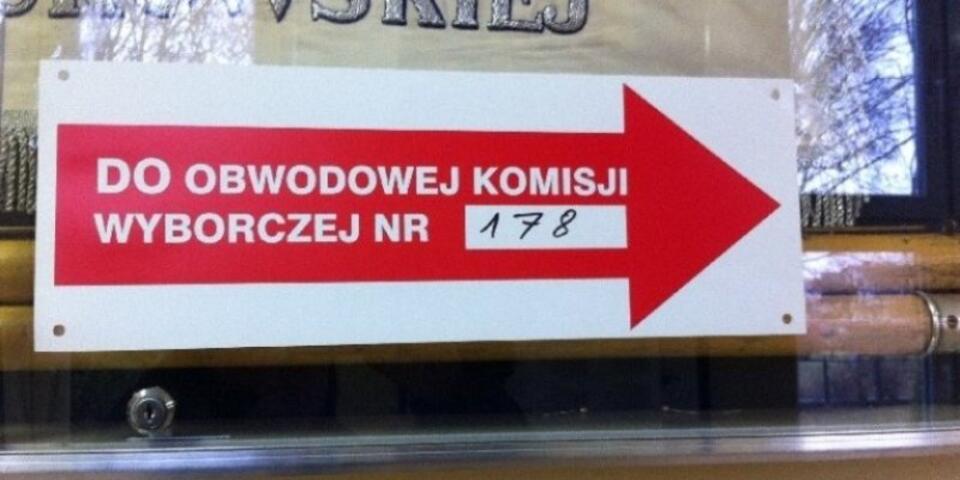 DO OBWODOWEJ KOMISJI
WYBORCZEJ NR 178